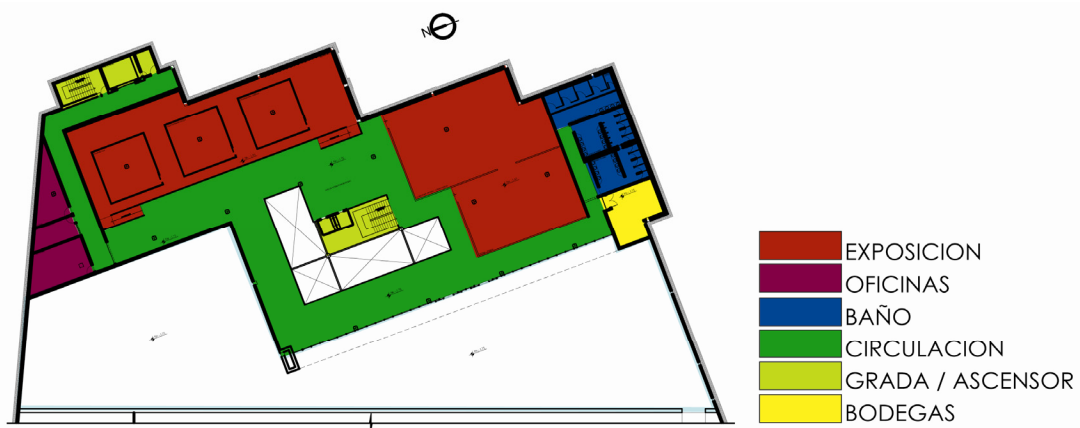 N
EXPOSICION
OFICINAS
BAÑO
CIRCULACION
GRADA / ASCENSOR
BODEGAS